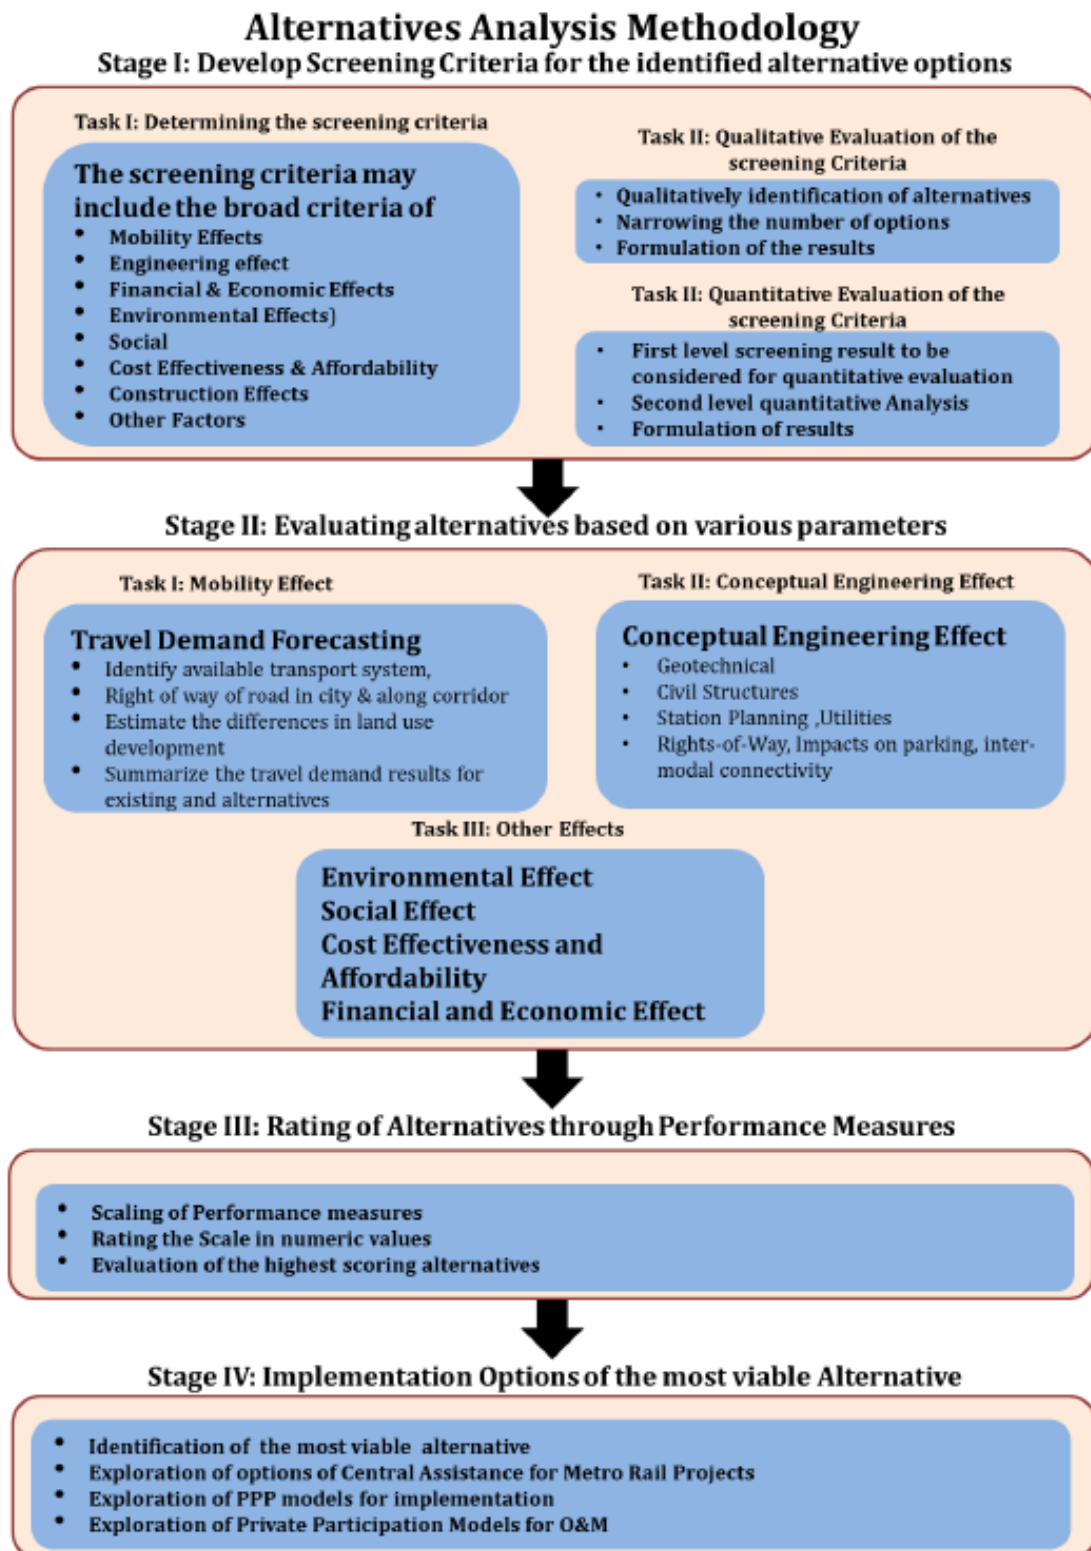 Alternatives Analysis Methodology
Stage I: Develop Screening Criteria for the identified alternative options
Task I: Determining the screening criteria
The screening criteria may
include the broad criteria of
• Mobility Effects
• Engineering effect
• Financial & Economic Effects
• Environmental Effects)
• Social
• Cost Effectiveness & Affordability
• Construction Effects
• Other Factors
Task II: Qualitative Evaluation of the
screening Criteria
• Qualitatively identification of alternatives
• Narrowing the number of options
• Formulation of the results
Task II: Quantitative Evaluation of the
screening Criteria
• First level screening result to be
considered for quantitative evaluation
• Second level quantitative Analysis
• Formulation of results
Stage II: Evaluating alternatives based on various parameters
Task I: Mobility Effect
Travel Demand Forecasting
• Identify available transport system,
• Right of way of road in city & along corridor
• Estimate the differences in land use
development
• Summarize the travel demand results for
existing and alternatives
Task II: Conceptual Engineering Effect
Conceptual Engineering Effect
• Geotechnical
• Civil Structures
• Station Planning ,Utilities
• Rights-of-Way, Impacts on parking, inter-
modal connectivity
Task III: Other Effects
Environmental Effect
Social Effect
Cost Effectiveness and
Affordability
Financial and Economic Effect
Stage III: Rating of Alternatives through Performance Measures
• Scaling of Performance measures
• Rating the Scale in numeric values
• Evaluation of the highest scoring alternatives
Stage IV: Implementation Options of the most viable Alternative
• Identification of the most viable alternative
• Exploration of options of Central Assistance for Metro Rail Projects
• Exploration of PPP models for implementation
• Exploration of Private Participation Models for O&M